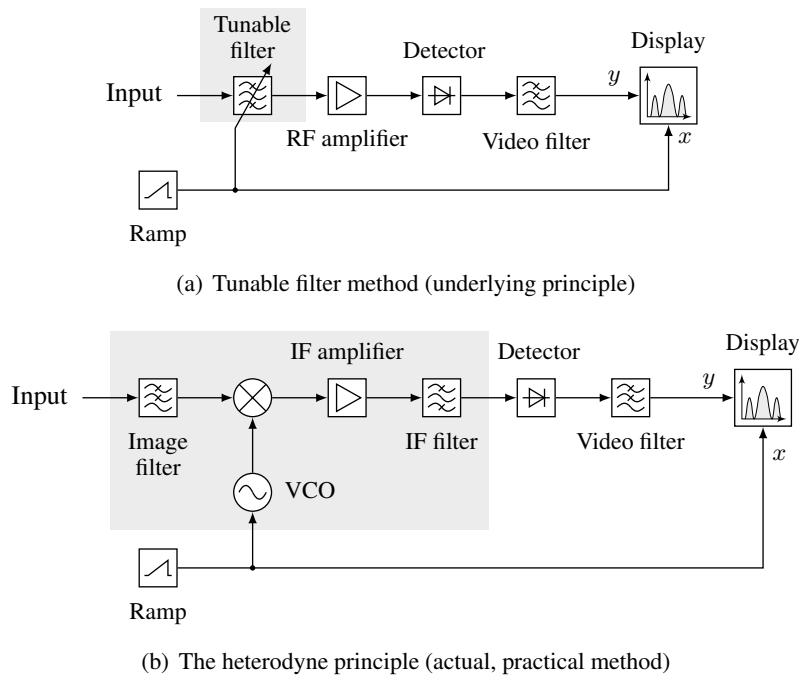 Tunable
filter
Detector
Display
Input
y
RF amplifier
Video filter
x
Ramp
(a) Tunable filter method (underlying principle)
IF amplifier
Detector
Display
Input
y
Image
filter
IF filter
Video filter
x
VCO
Ramp
(b) The heterodyne principle (actual, practical method)